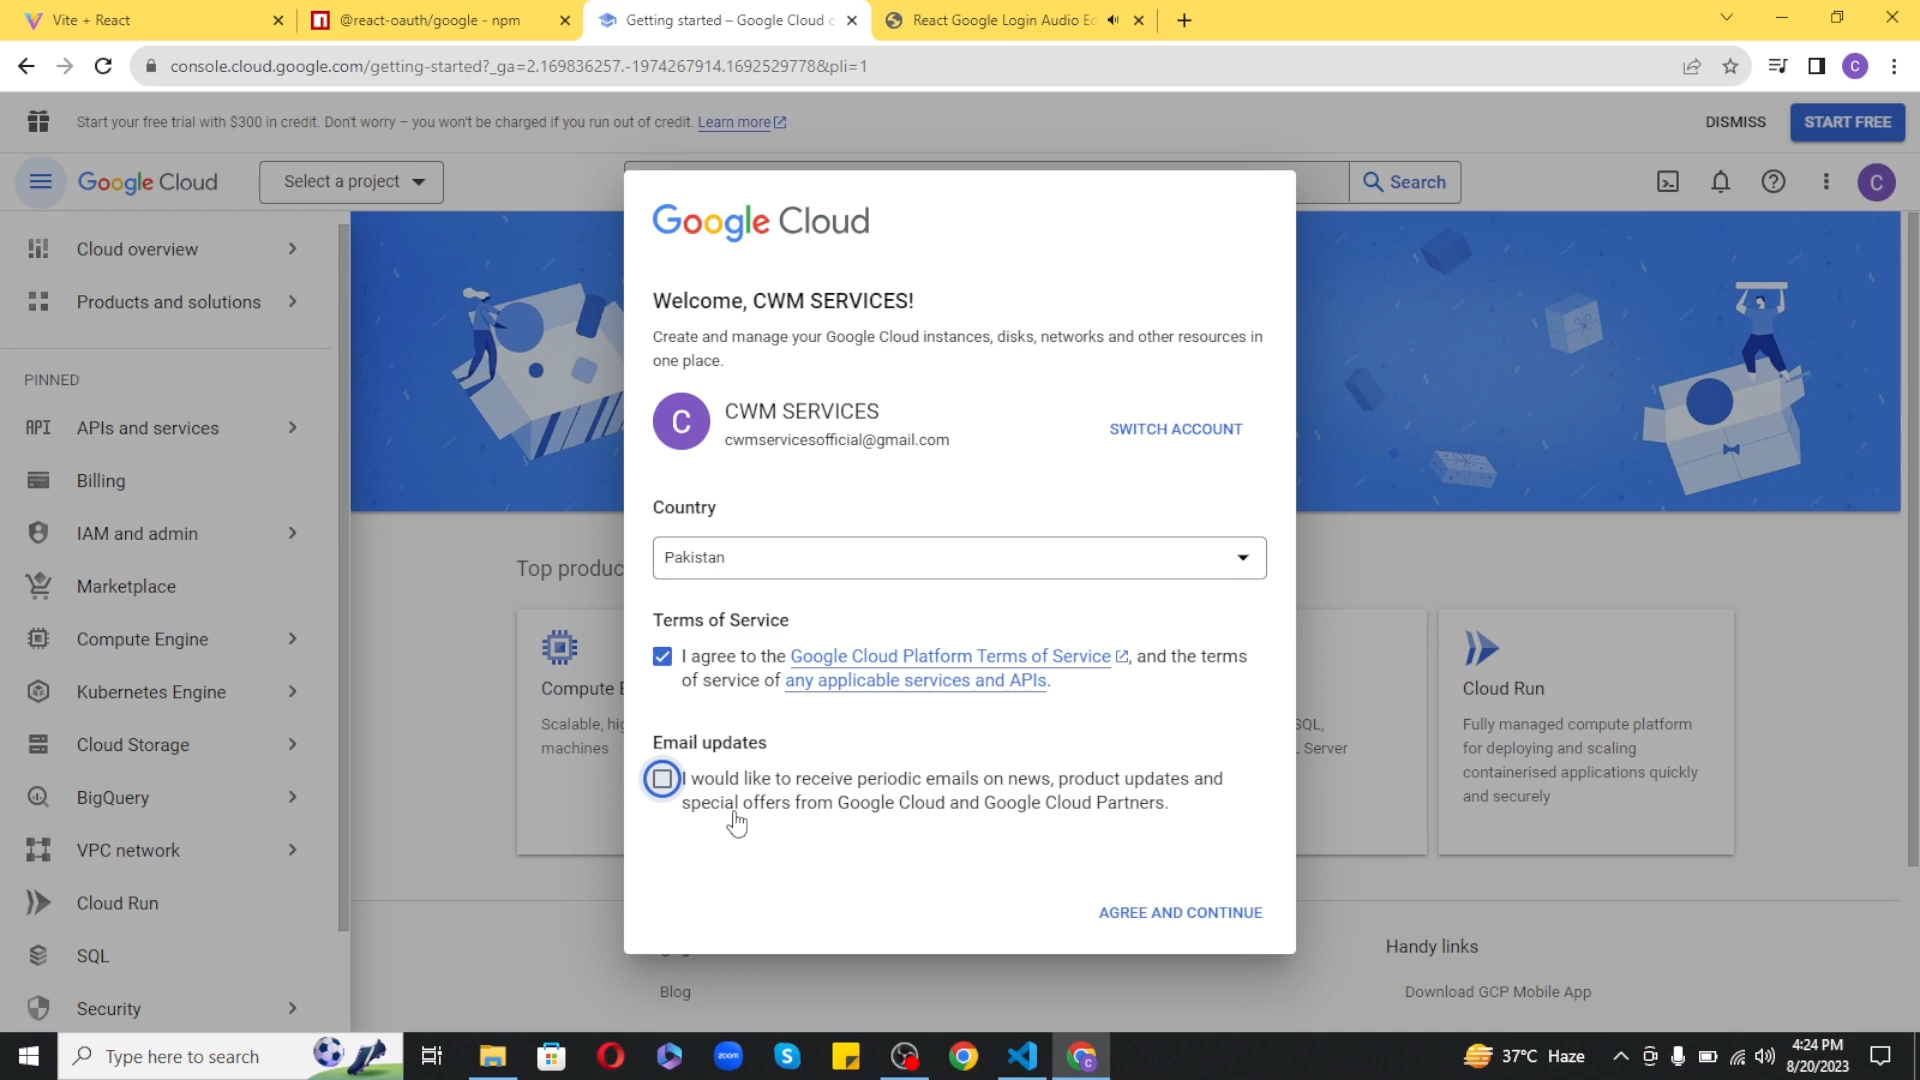 Vite + React
@react-oauth/google - npm
Getting started – Google Cloud c
React Google Login Audio Ed
console.cloud.google.com/getting-started?_ga=2.169836257.-1974267914.1692529778&pli=1
C
Start your free trial with $300 in credit. Don't worry – you won't be charged if you run out of credit. Learn more
DISMISS
START FREE
Google Cloud
Select a project
Search
C
Cloud overview
Products and solutions
PINNED
API APIs and services
Billing
IAM and admin
Marketplace
Compute Engine
Kubernetes Engine
Cloud Storage
BigQuery
VPC network
Cloud Run
SQL
Security
Google Cloud
Welcome, CWM SERVICES!
Create and manage your Google Cloud instances, disks, networks and other resources in
one place.
C
CWM SERVICES
cwmservicesofficial@gmail.com
SWITCH ACCOUNT
Country
Pakistan
Terms of Service
I agree to the Google Cloud Platform Terms of Service, and the terms
of service of any applicable services and APIs.
Email updates
I would like to receive periodic emails on news, product updates and
special offers from Google Cloud and Google Cloud Partners.
AGREE AND CONTINUE
Top produc
Compute E
Scalable, hig
machines
SQL,
Server
Cloud Run
Fully managed compute platform
for deploying and scaling
containerised applications quickly
and securely
Blog
Handy links
Download GCP Mobile App
Type here to search
zoom
37°C Haze
4:24 PM
8/20/2023